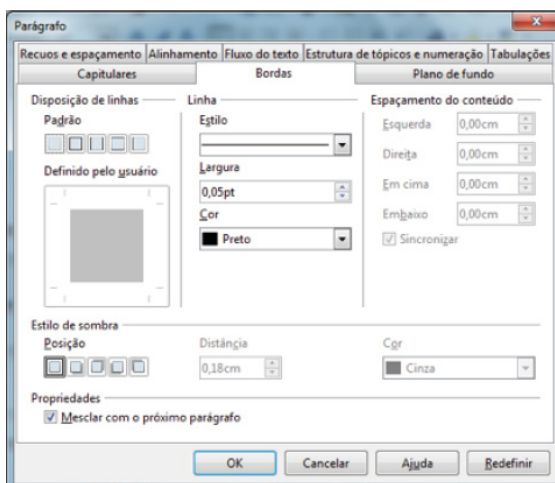 Parágrafo
Recuos e espaçamento Alinhamento Fluxo do texto Estrutura de tópicos e numeração Tabulações
Capitulares Bordas Plano de fundo
Disposição de linhas
Padrão
Definido pelo usuário
Linha
Estilo
Largura
0,05pt
Cor
Preto
Espaçamento do conteúdo
Esquerda 0,00cm
Direita 0,00cm
Em cima 0,00cm
Embaixo 0,00cm
Sincronizar
Estilo de sombra
Posição
Distância
0,18cm
Cor
Cinza
Propriedades
Mesclar com o próximo parágrafo
OK Cancelar Ajuda Redefinir